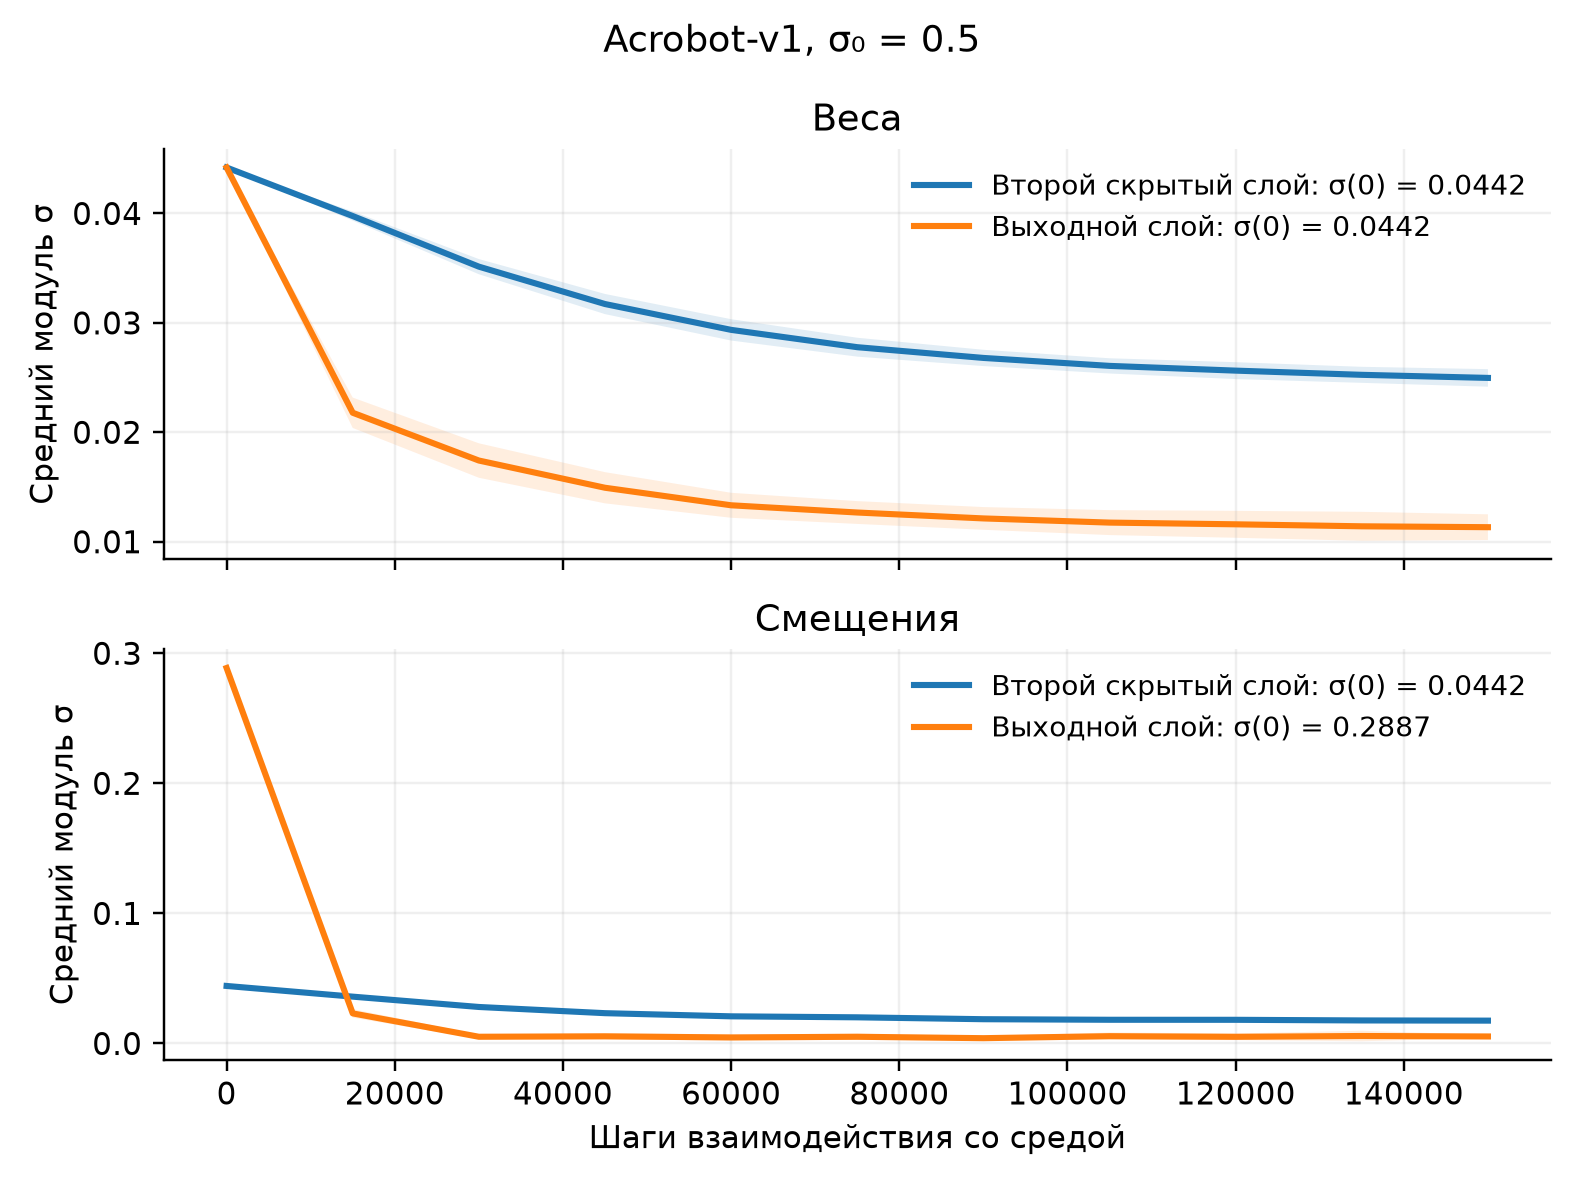 Acrobot-v1, σ₀ = 0.5
Веса
Средний модуль σ
0.04
0.03
0.02
0.01
Второй скрытый слой: σ(0) = 0.0442
Выходной слой: σ(0) = 0.0442
Смещения
Средний модуль σ
0.3
0.2
0.1
0.0
Второй скрытый слой: σ(0) = 0.0442
Выходной слой: σ(0) = 0.2887
0 20000 40000 60000 80000 100000 120000 140000
Шаги взаимодействия со средой